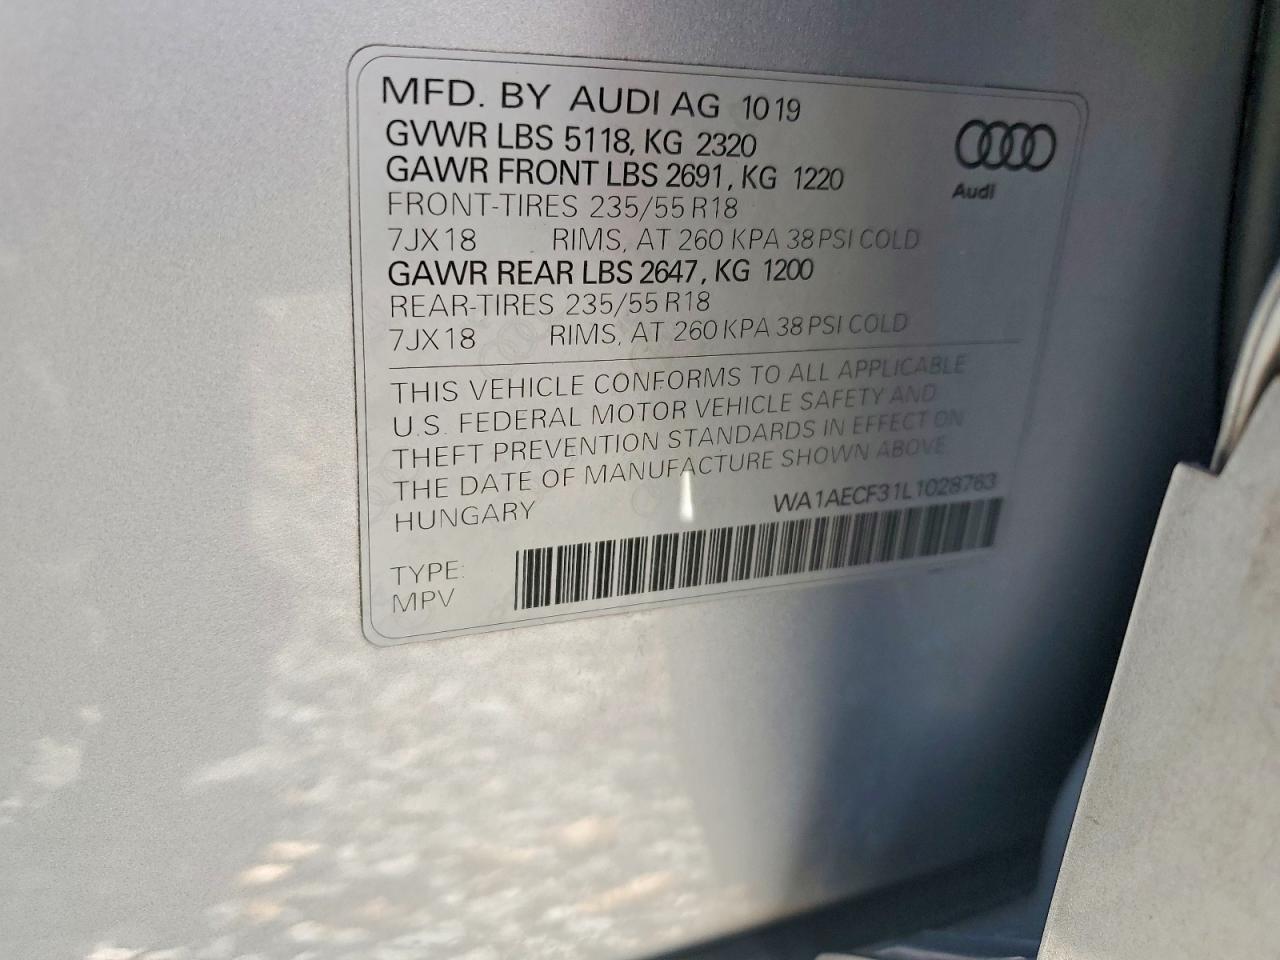 MFD. BY AUDI AG 10 19
GVWR LBS 5118, KG 2320
GAWR FRONT LBS 2691, KG 1220
FRONT-TIRES 235/55 R18
7JX18 RIMS, AT 260 KPA 38 PSI COLD
GAWR REAR LBS 2647, KG 1200
REAR-TIRES 235/55 R18
7JX18 RIMS, AT 260 KPA 38 PSI COLD
Audi
THIS VEHICLE CONFORMS TO ALL APPLICABLE
U.S. FEDERAL MOTOR VEHICLE SAFETY AND
THEFT PREVENTION STANDARDS IN EFFECT ON
THE DATE OF MANUFACTURE SHOWN ABOVE
HUNGARY WA1AECF31L1028763
TYPE:
MPV